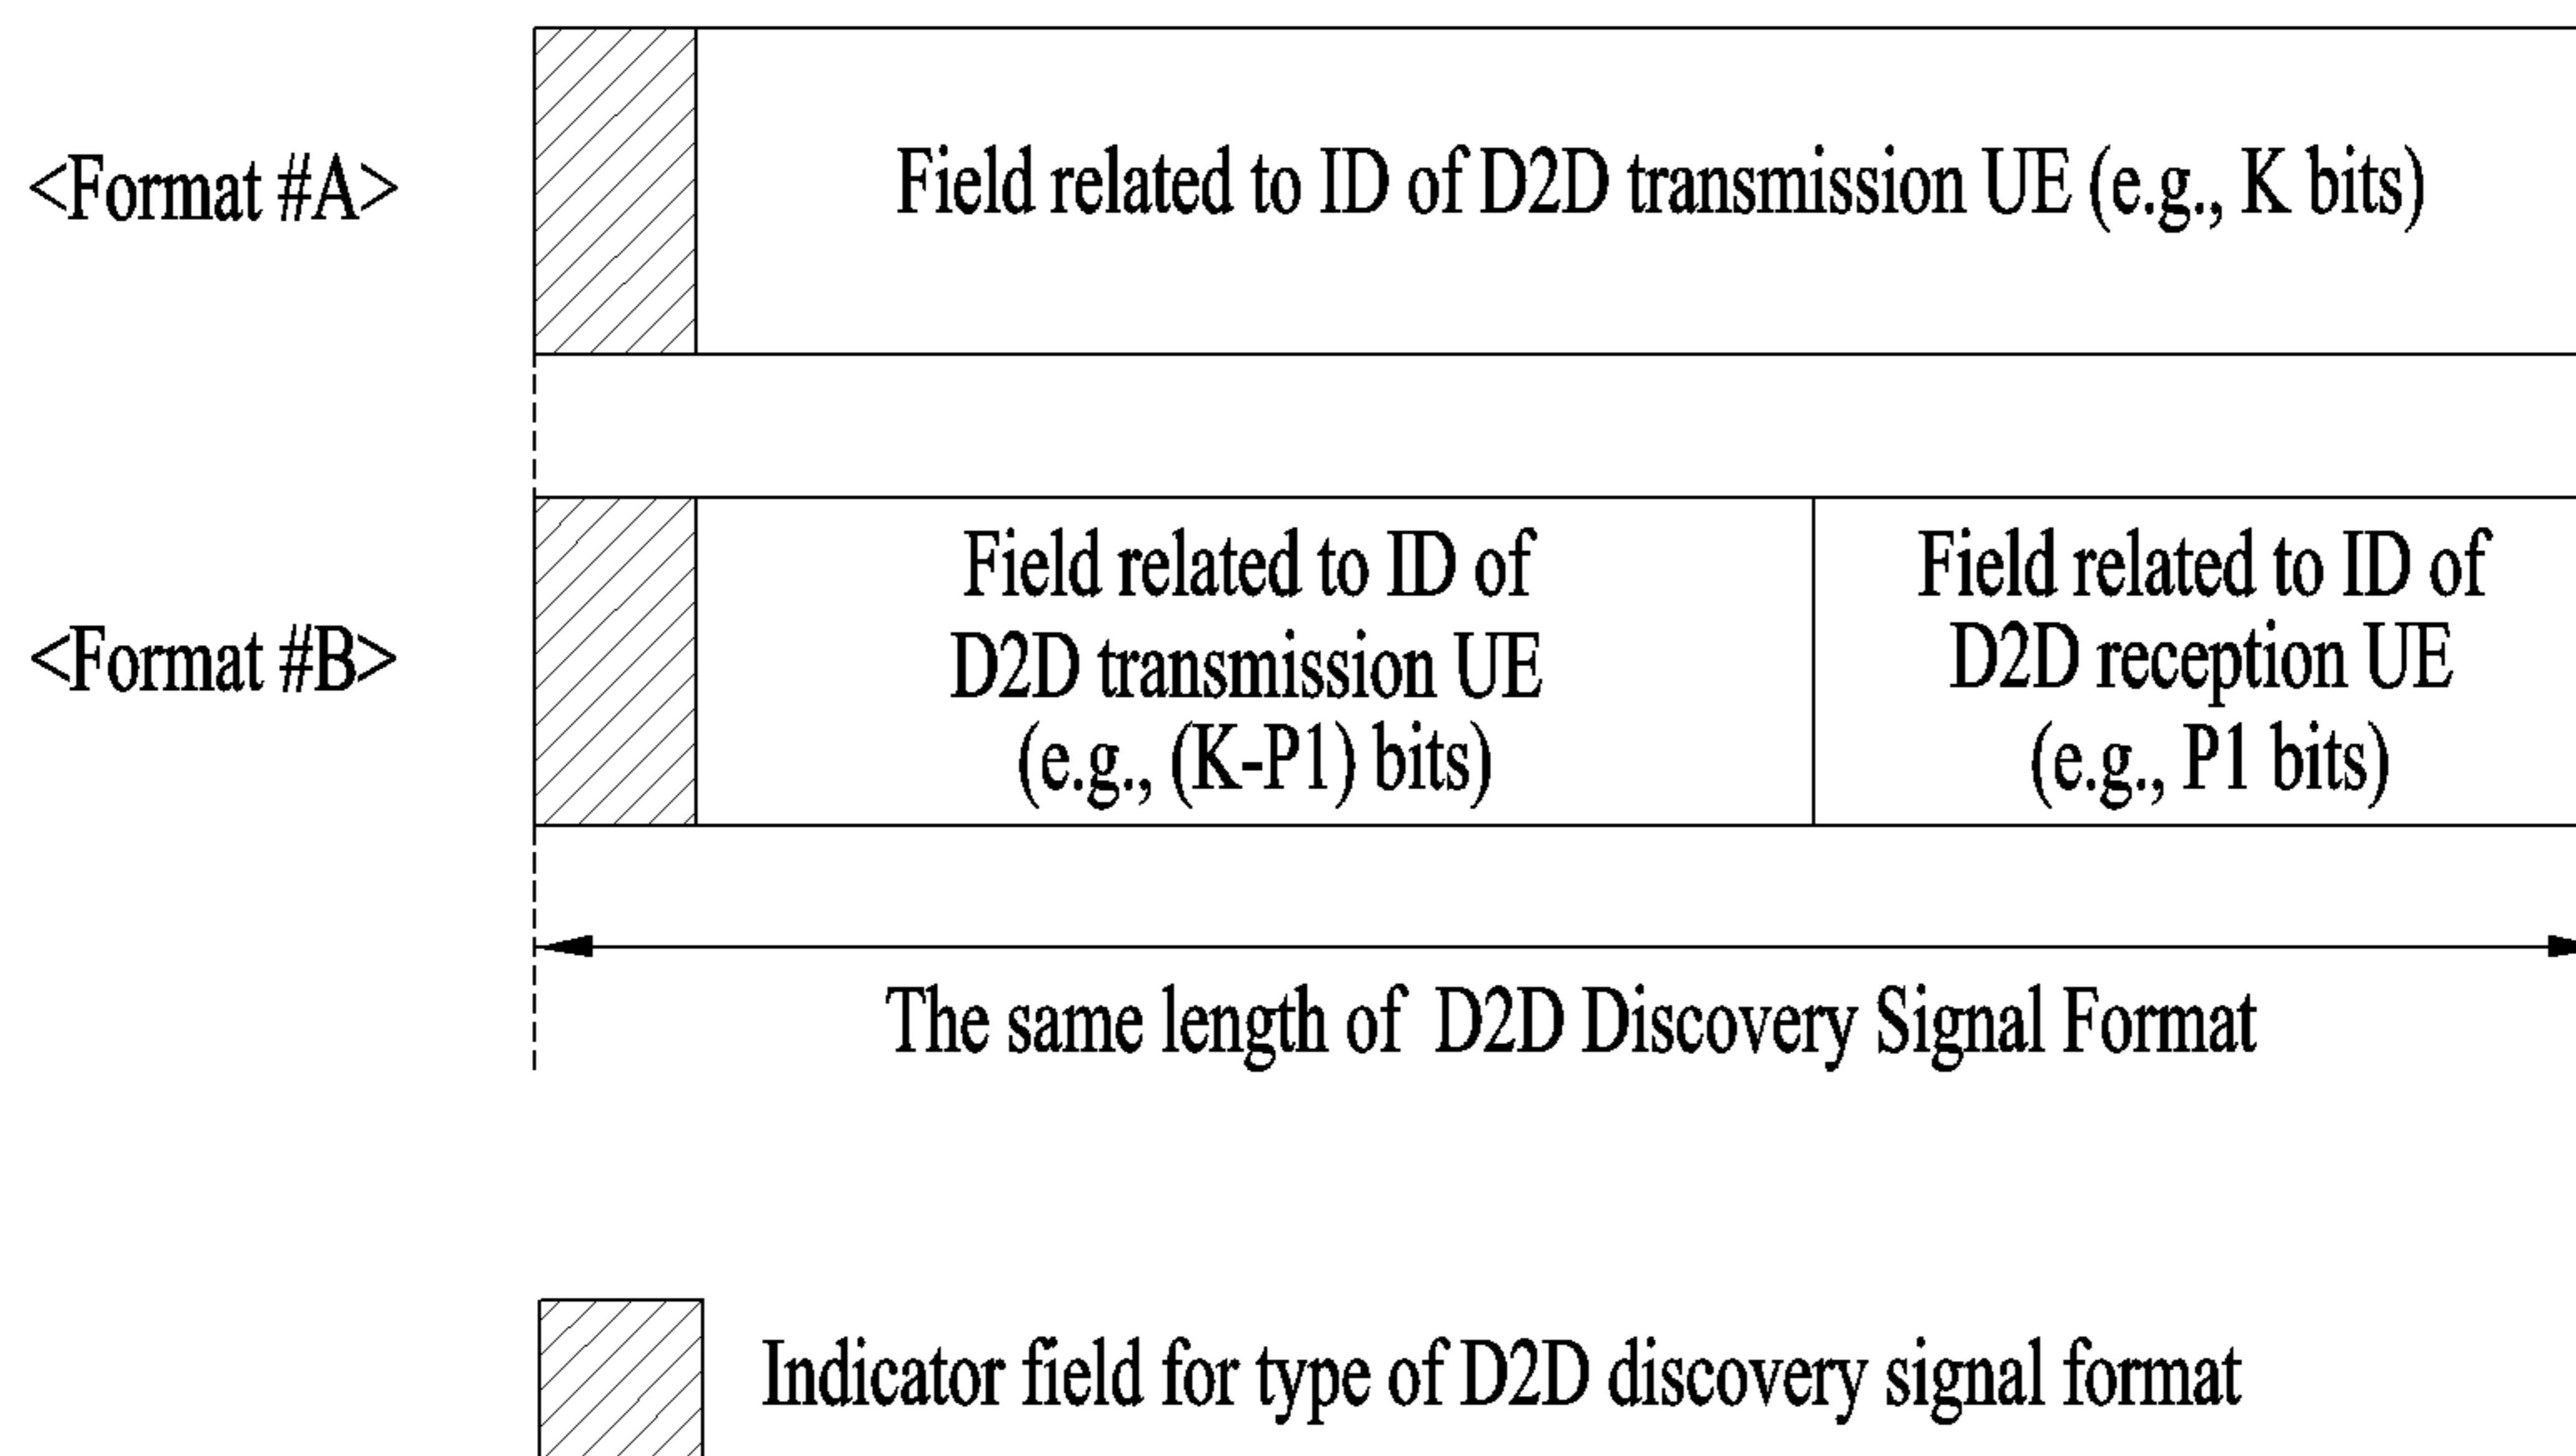 <Format #A>
Field related to ID of D2D transmission UE (e.g., K bits)
<Format #B>
Field related to ID of
D2D transmission UE
(e.g., (K-P1) bits)
Field related to ID of
D2D reception UE
(e.g., P1 bits)
The same length of D2D Discovery Signal Format
Indicator field for type of D2D discovery signal format